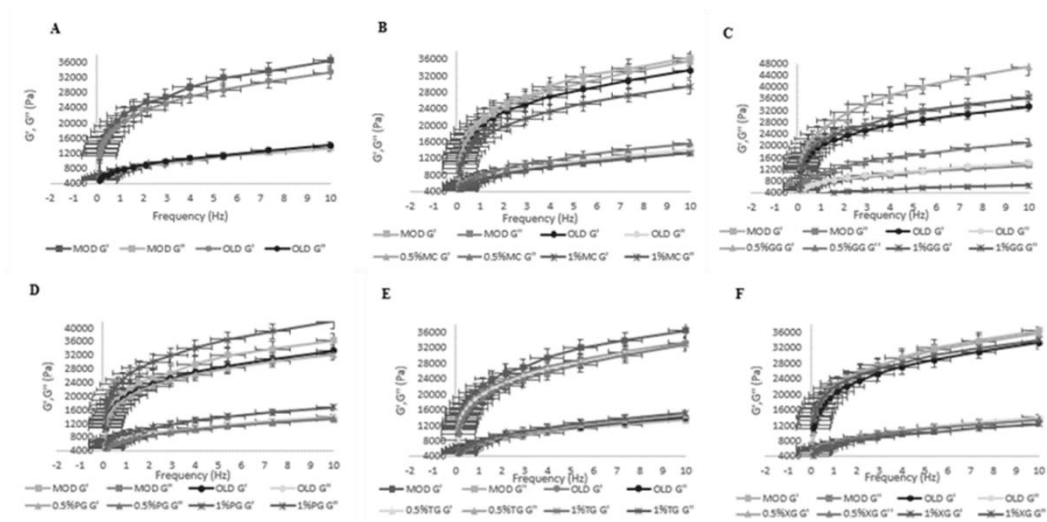 A
36000
32000
28000
24000
20000
16000
12000
8000
4000
G', G'' (Pa)
-2 -1 0 1 2 3 4 5 6 7 8 9 10
Frequency (Hz)
MOD G' MOD G'' OLD G' OLD G''
B
36000
32000
28000
24000
20000
16000
12000
8000
4000
G',G''(Pa)
-2 -1 0 1 2 3 4 5 6 7 8 9 10
Frequency (Hz)
MOD G' MOD G'' OLD G' OLD G''
0.5%MC G' 0.5%MC G'' 1%MC G' 1%MC G''
C
48000
44000
40000
36000
32000
28000
24000
20000
16000
12000
8000
4000
G',G'' (Pa)
-2 -1 0 1 2 3 4 5 6 7 8 9 10
Frequency (Hz)
MOD G' MOD G'' OLD G' OLD G''
0.5%GG G' 0.5%GG G'' 1%GG G' 1%GG G''
D
40000
36000
32000
28000
24000
20000
16000
12000
8000
4000
G',G'' (Pa)
-2 -1 0 1 2 3 4 5 6 7 8 9 10
Frequency (Hz)
MOD G' MOD G'' OLD G' OLD G''
0.5%PG G' 0.5%PG G'' 1%PG G' 1%PG G''
E
36000
32000
28000
24000
20000
16000
12000
8000
4000
G',G'' (Pa)
-2 -1 0 1 2 3 4 5 6 7 8 9 10
Frequency (Hz)
MOD G' MOD G'' OLD G' OLD G''
0.5%TG G' 0.5%TG G'' 1%TG G' 1%TG G''
F
36000
32000
28000
24000
20000
16000
12000
8000
4000
G',G'' (Pa)
-2 -1 0 1 2 3 4 5 6 7 8 9 10
Frequency (Hz)
MOD G' MOD G'' OLD G' OLD G''
0.5%XG G' 0.5%XG G'' 1%XG G' 1%XG G''